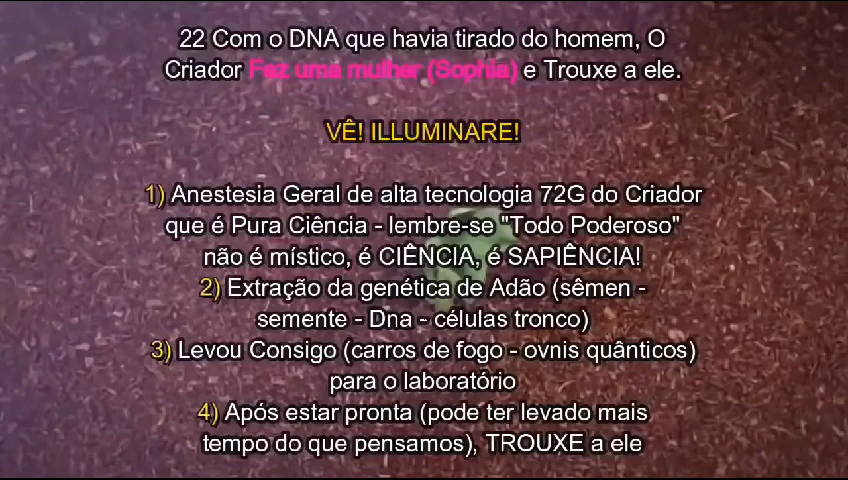 22 Com o DNA que havia tirado do homem, O
Criador Fez uma mulher (Sophia) e Trouxe a ele.
VÊ! ILLUMINARE!
1) Anestesia Geral de alta tecnologia 72G do Criador
que é Pura Ciência - lembre-se "Todo Poderoso"
não é místico, é CIÊNCIA, é SAPIÊNCIA!
2) Extração da genética de Adão (sêmen -
semente - Dna - células tronco)
3) Levou Consigo (carros de fogo - ovnis quânticos)
para o laboratório
4) Após estar pronta (pode ter levado mais
tempo do que pensamos), TROUXE a ele